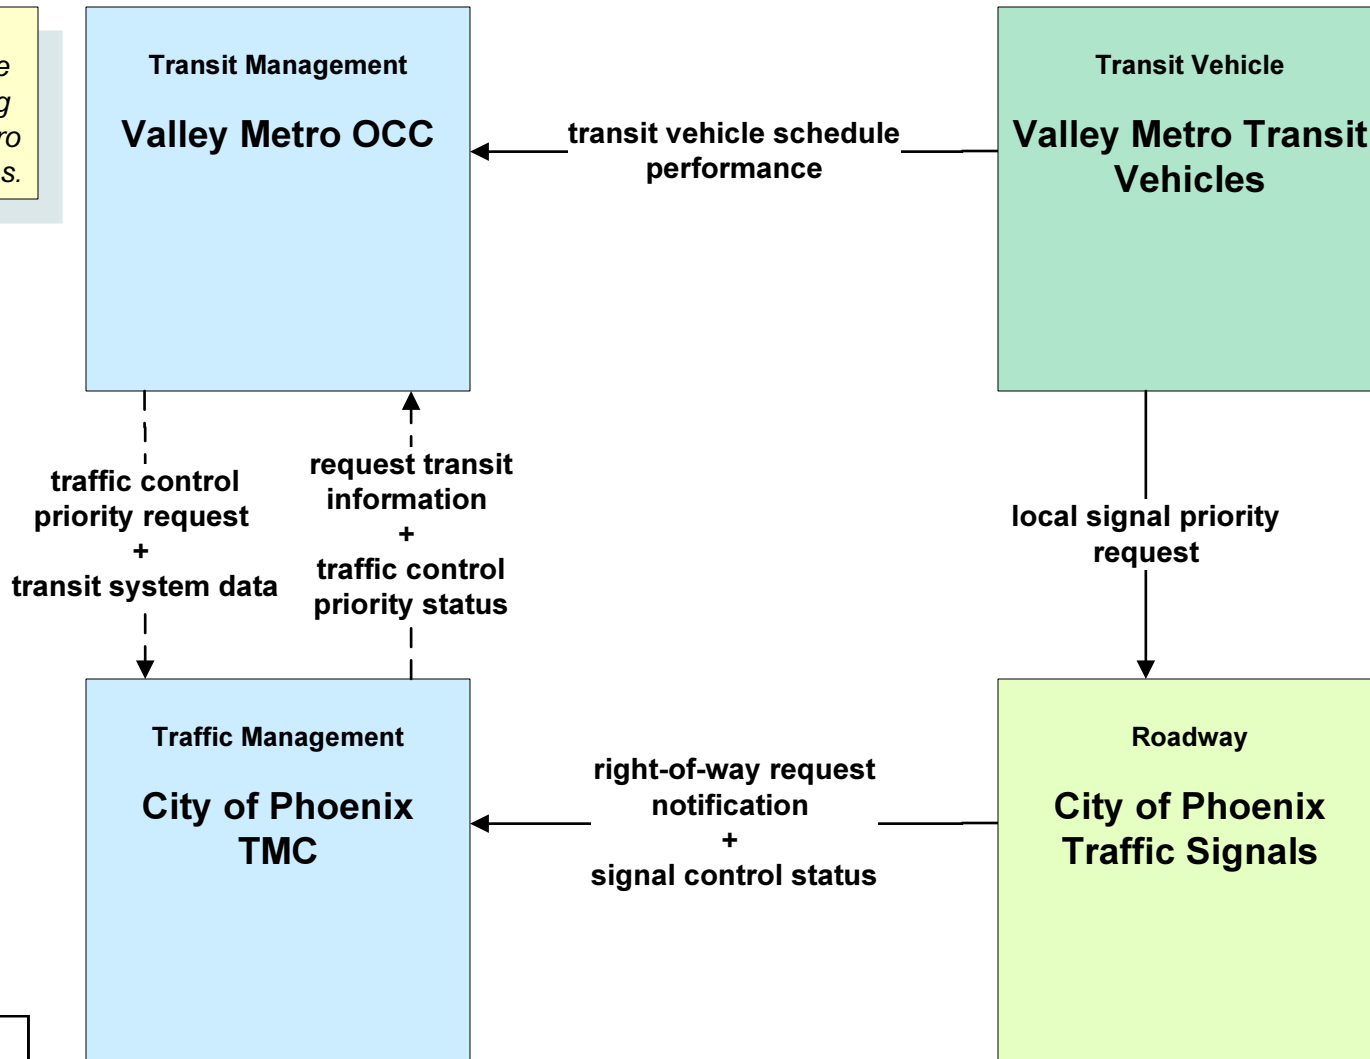 e
g
ro
s.
Transit Management
Valley Metro OCC
transit vehicle schedule
performance
Transit Vehicle
Valley Metro Transit
Vehicles
traffic control
priority request
+
transit system data
request transit
information
+
traffic control
priority status
local signal priority
request
Traffic Management
City of Phoenix
TMC
right-of-way request
notification
+
signal control status
Roadway
City of Phoenix
Traffic Signals